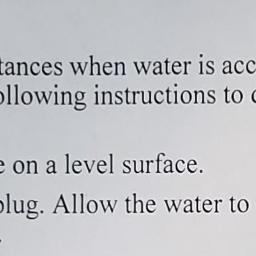 tances when water is acc
ollowing instructions to
e on a level surface.
plug. Allow the water to